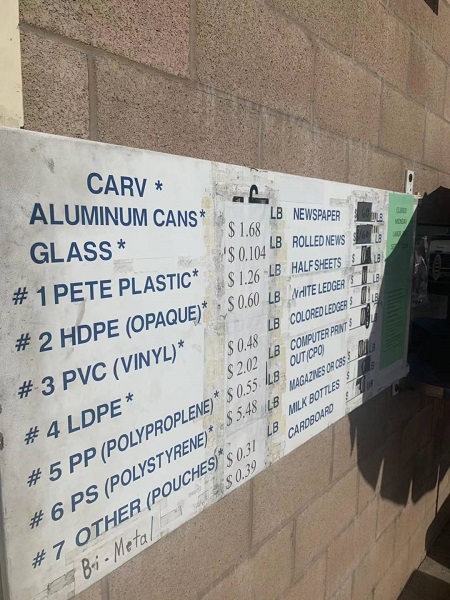 CARV *
ALUMINUM CANS* $ 1.68 LB
GLASS * $ 0.104 LB
# 1 PETE PLASTIC* $ 1.26 LB
# 2 HDPE (OPAQUE)* $ 0.60 LB
# 3 PVC (VINYL)* $ 0.48 LB
# 4 LDPE * $ 2.02 LB
# 5 PP (POLYPROPLENE)* $ 0.55 LB
# 6 PS (POLYSTYRENE)* $ 5.48 LB
# 7 OTHER (POUCHES)* $ 0.31
Bi-Metal $ 0.39
NEWSPAPER LB
ROLLED NEWS LB
HALF SHEETS $ LB
WHITE LEDGER $ LB
COLORED LEDGER $
COMPUTER PRINT
OUT (CPO) $
MAGAZINES OR CBS $
MILK BOTTLES $
CARDBOARD $